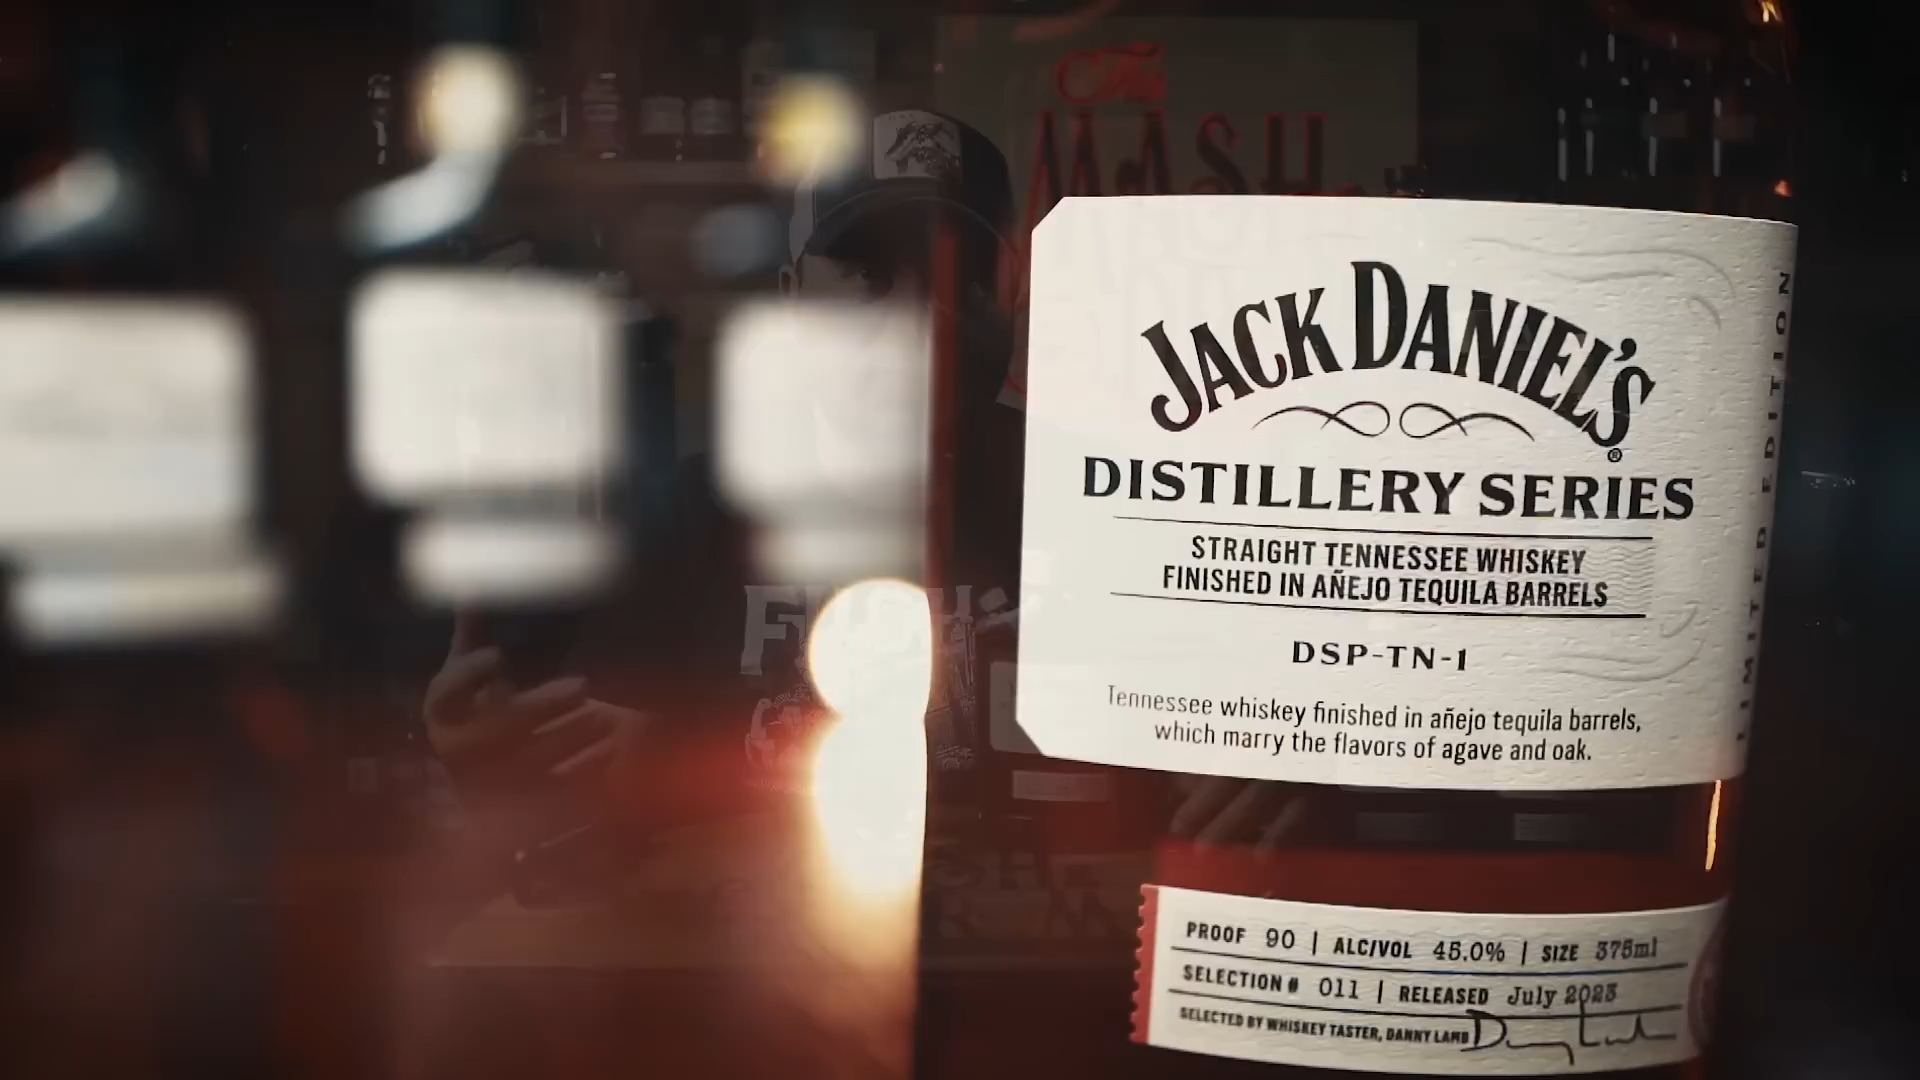 The
MASH
JACK DANIEL'S®
DISTILLERY SERIES
STRAIGHT TENNESSEE WHISKEY
FINISHED IN AÑEJO TEQUILA BARRELS
DSP-TN-1
Tennessee whiskey finished in añejo tequila barrels,
which marry the flavors of agave and oak.
LIMITED EDITION
PROOF 90 | ALC/VOL 45.0% | SIZE 375ml
SELECTION # 011 | RELEASED July 2023
SELECTED BY WHISKEY TASTER, DANNY LAMB